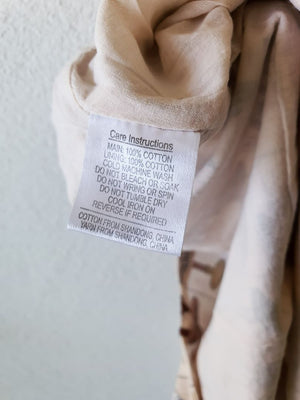 Care Instructions
MAIN: 100% COTTON
LINING: 100% COTTON
COLD MACHINE WASH
DO NOT BLEACH OR SOAK
DO NOT WRING OR SPIN
DO NOT TUMBLE DRY
COOL IRON ON
REVERSE IF REQUIRED
COTTON FROM SHANDONG, CHINA
YARN FROM SHANDONG, CHINA